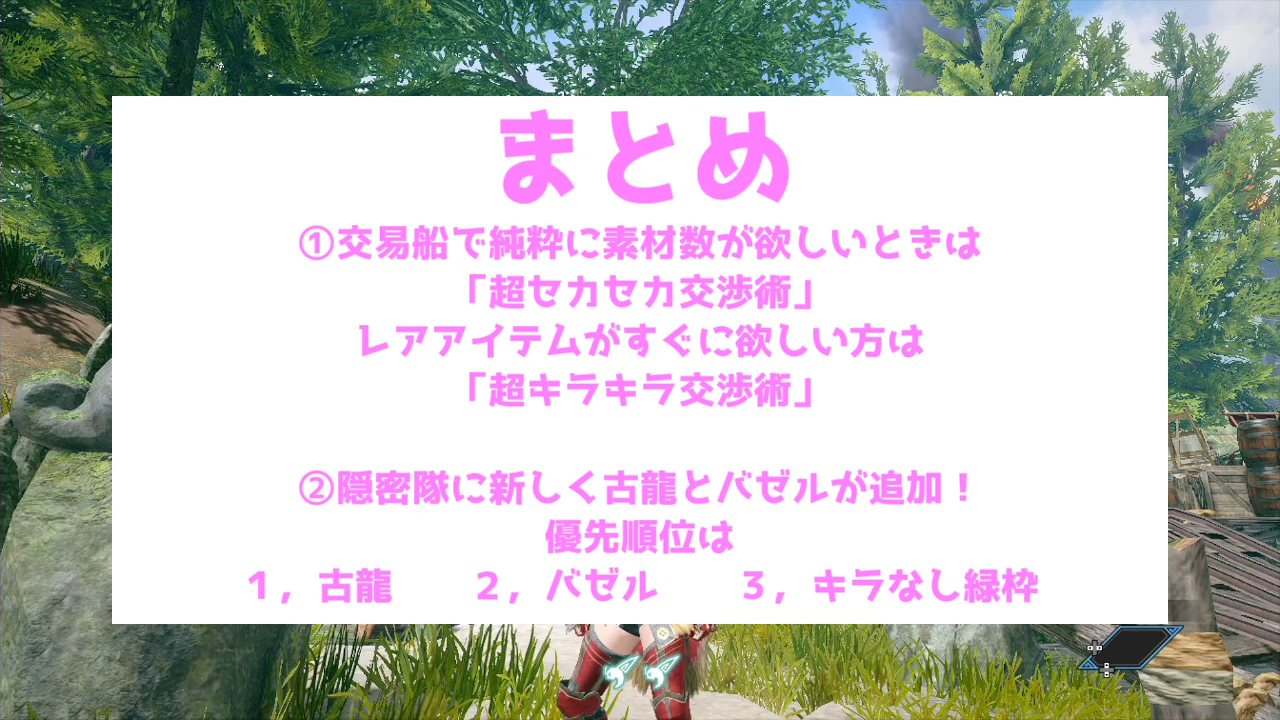 まとめ
①交易船で純粋に素材数が欲しいときは
「超セカセカ交渉術」
レアアイテムがすぐに欲しい方は
「超キラキラ交渉術」
②隠密隊に新しく古龍とバゼルが追加！
優先順位は
１，古龍　　２，バゼル　　３，キラなし緑枠